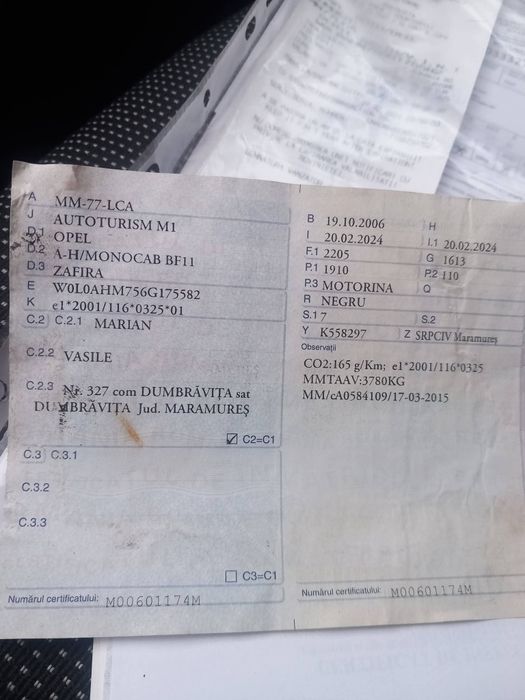 A MM-77-LCA
J AUTOTURISM M1
D.1 OPEL
D.2 A-H/MONOCAB BF11
D.3 ZAFIRA
E W0L0AHM756G175582
K e1*2001/116*0325*01
C.2 C.2.1 MARIAN
C.2.2 VASILE
C.2.3 Nr. 327 com DUMBRĂVIȚA sat
DUMBRĂVIȚA Jud. MARAMUREȘ
C2=C1
C.3 C.3.1
C.3.2
C.3.3
C3=C1
Numărul certificatului: M00601174M
B 19.10.2006 H
I 20.02.2024 I.1 20.02.2024
F.1 2205 G 1613
P.1 1910 P.2 110
P.3 MOTORINA Q
R NEGRU
S.1 7 S.2
Y K558297 Z SRPCIV Maramureș
Observații
CO2:165 g/Km; e1*2001/116*0325
MMTAAV:3780KG
MM/cA0584109/17-03-2015
Numărul certificatului: M00601174M